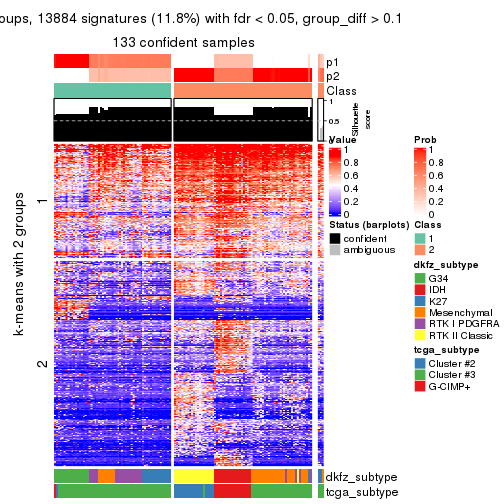 oups, 13884 signatures (11.8%) with fdr < 0.05, group_diff > 0.1
133 confident samples
p1
p2
Class
1
0.5
0
Silhouette
score
k-means with 2 groups
1
2
Value
1
0.8
0.6
0.4
0.2
0
Prob
1
0.8
0.6
0.4
0.2
0
Status (barplots)
confident
ambiguous
Class
1
2
dkfz_subtype
G34
IDH
K27
Mesenchymal
RTK I PDGFRA
RTK II Classic
tcga_subtype
Cluster #2
Cluster #3
G-CIMP+
dkfz_subtype
tcga_subtype